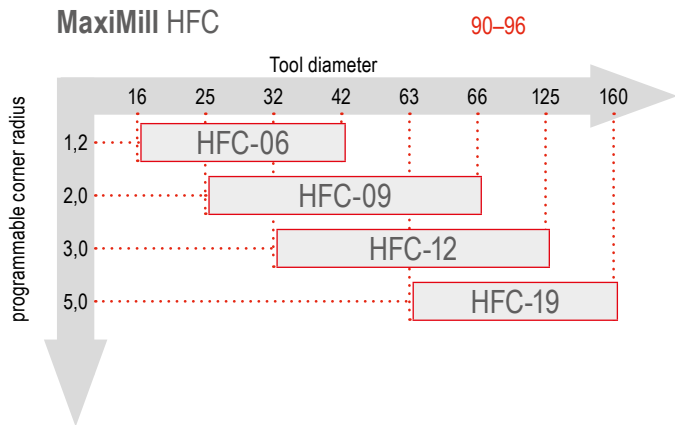 MaxiMill HFC
90–96
Tool diameter
16 25 32 42 63 66 125 160
programmable corner radius
1,2 HFC-06
2,0 HFC-09
3,0 HFC-12
5,0 HFC-19